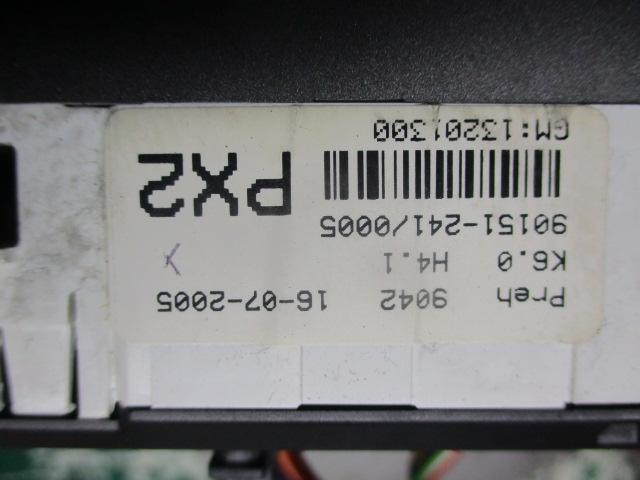 Preh 9042 16-07-2005
K6.0 H4.1
90151-241/0005
PX2
GM:13201300